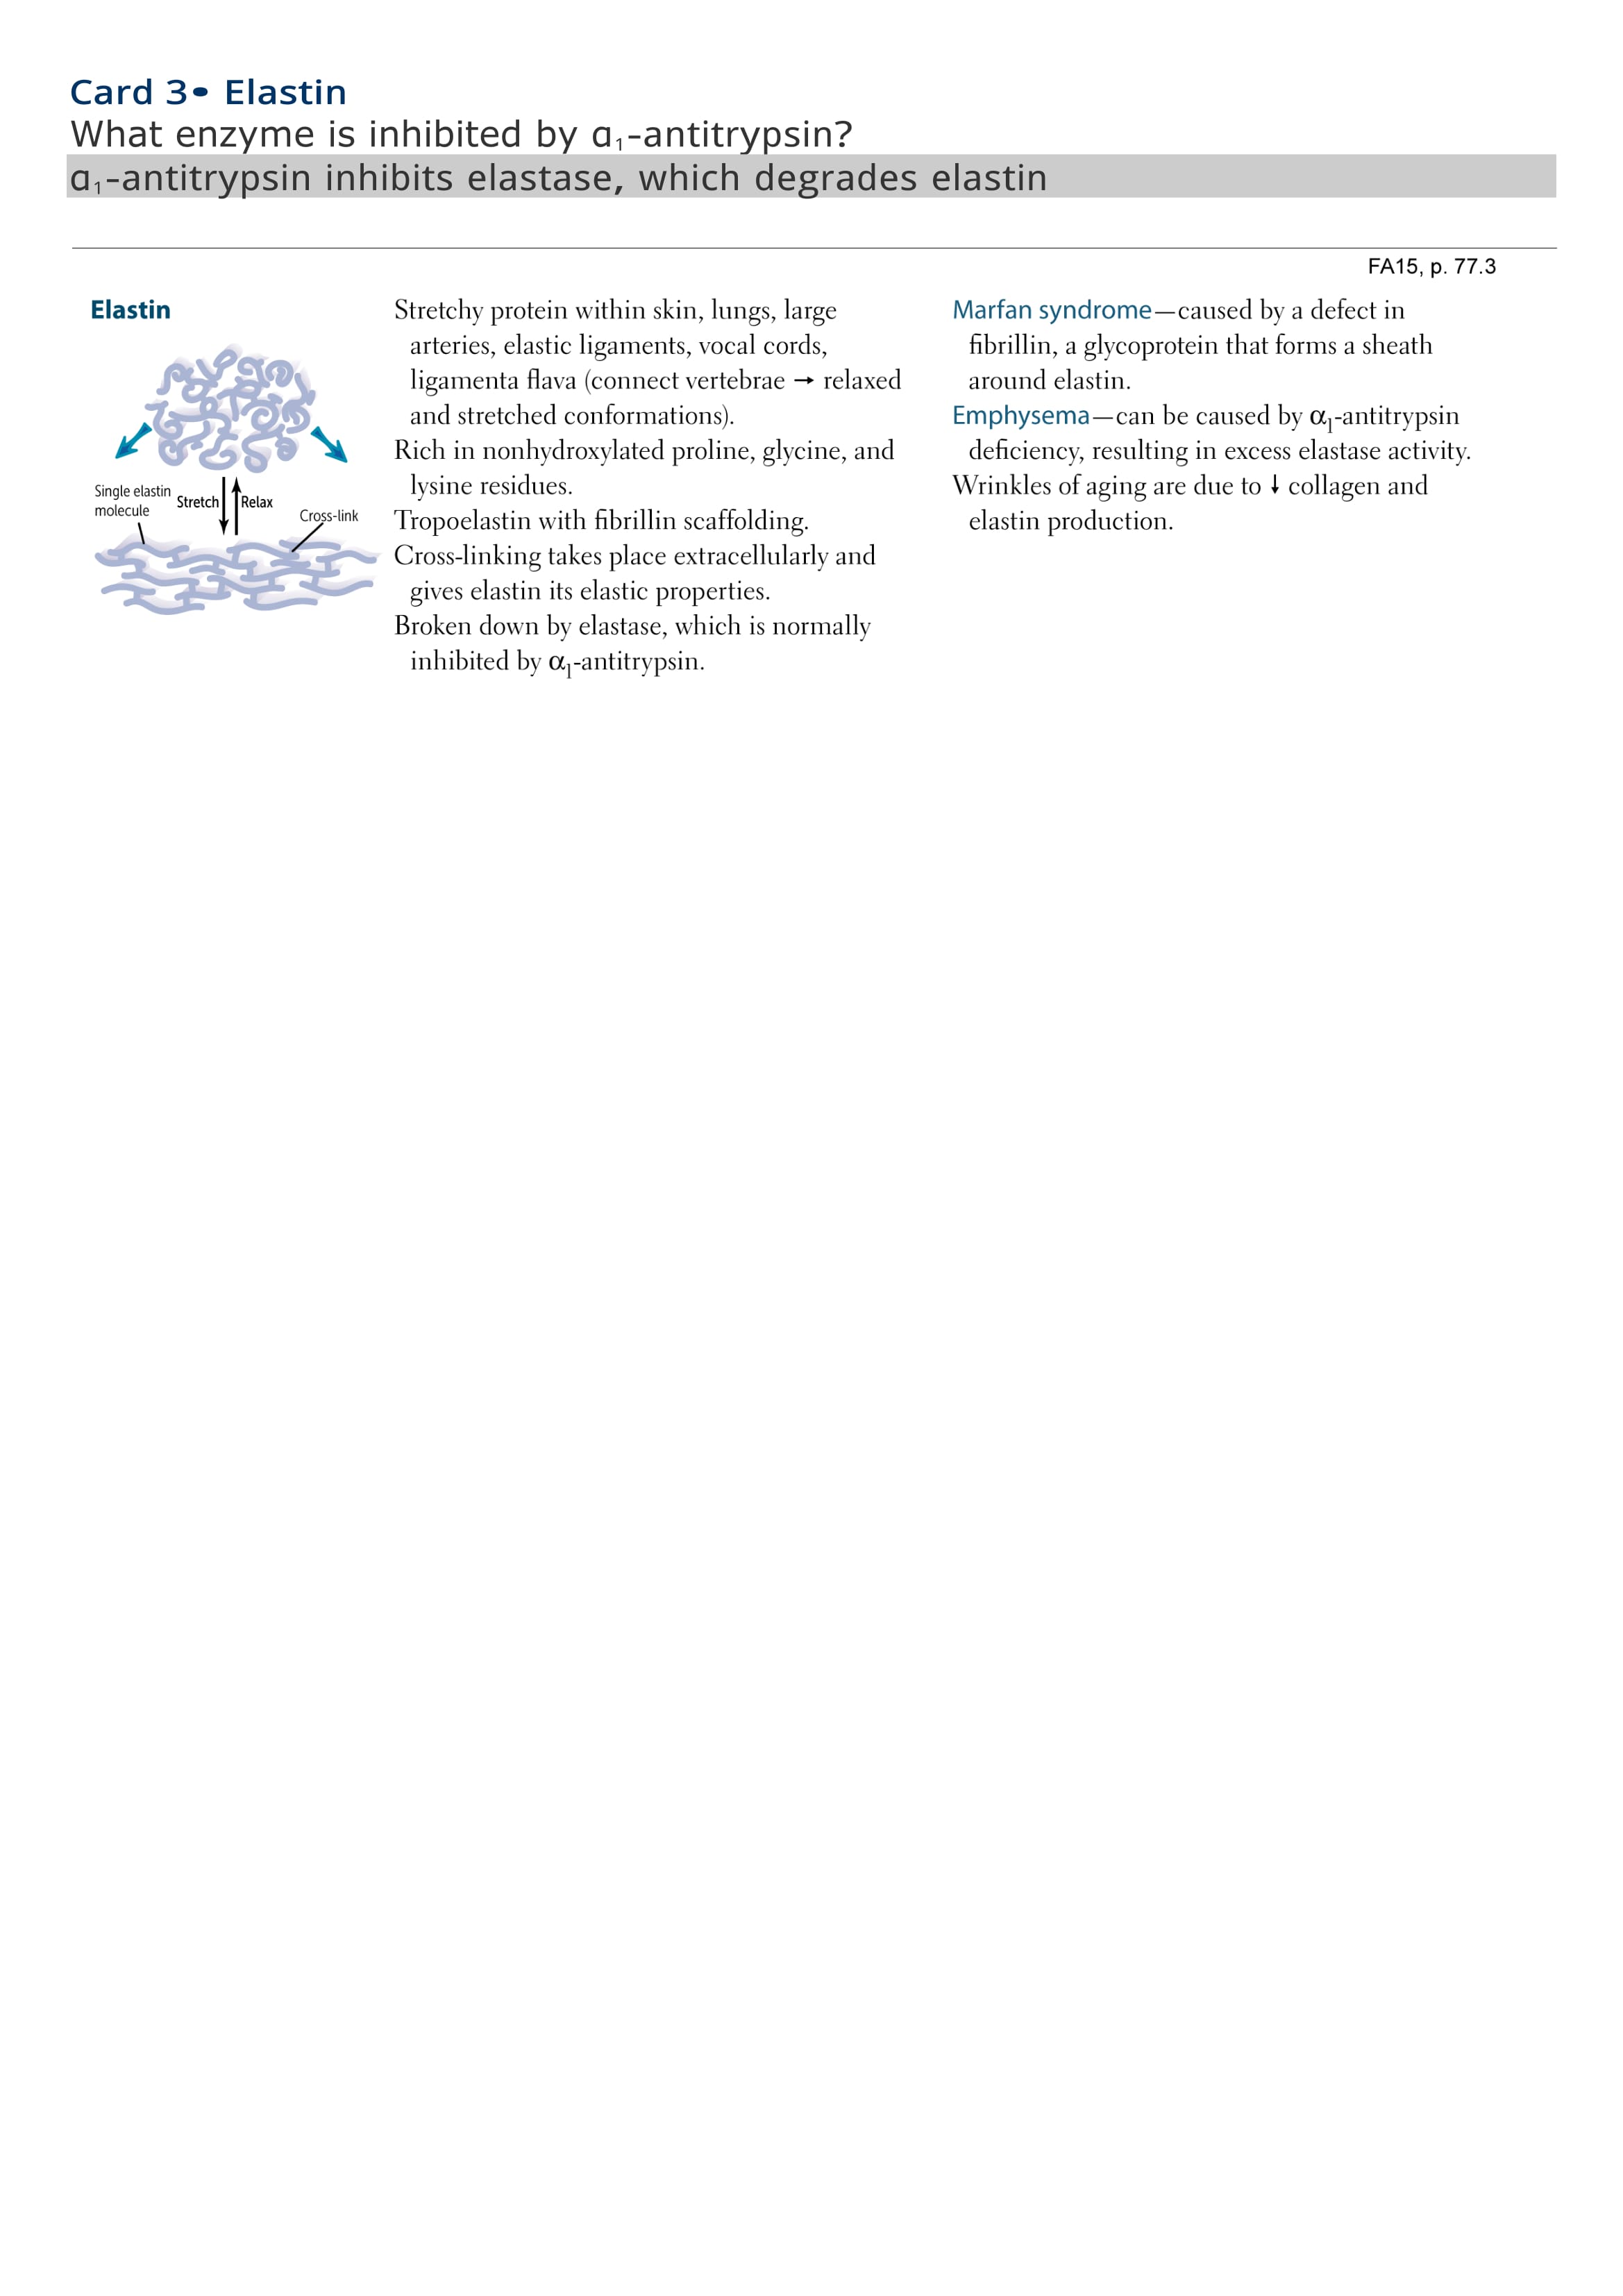 Card 3• Elastin
What enzyme is inhibited by α₁-antitrypsin?
α₁-antitrypsin inhibits elastase, which degrades elastin
FA15, p. 77.3
Elastin
Single elastin
molecule
Stretch
Relax
Cross-link
Stretchy protein within skin, lungs, large
arteries, elastic ligaments, vocal cords,
ligamenta flava (connect vertebrae → relaxed
and stretched conformations).
Rich in nonhydroxylated proline, glycine, and
lysine residues.
Tropoelastin with fibrillin scaffolding.
Cross-linking takes place extracellularly and
gives elastin its elastic properties.
Broken down by elastase, which is normally
inhibited by α₁-antitrypsin.
Marfan syndrome—caused by a defect in
fibrillin, a glycoprotein that forms a sheath
around elastin.
Emphysema—can be caused by α₁-antitrypsin
deficiency, resulting in excess elastase activity.
Wrinkles of aging are due to ↓ collagen and
elastin production.